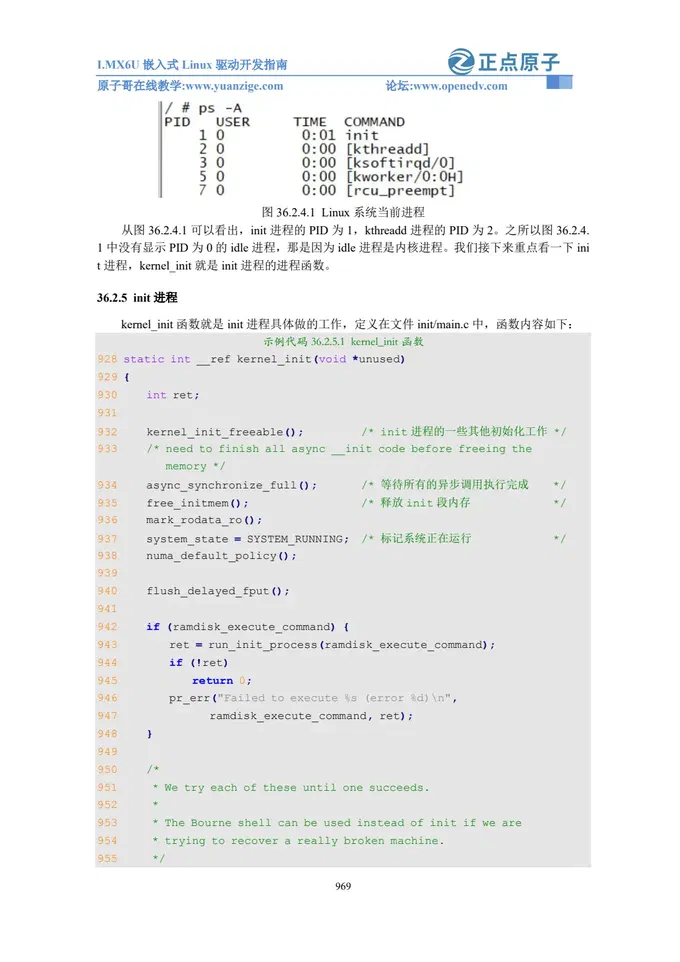 I.MX6U 嵌入式 Linux 驱动开发指南
正点原子
原子哥在线教学:www.yuanzige.com 论坛:www.openedv.com
/ # ps -A
PID USER TIME COMMAND
1 0 0:01 init
2 0 0:00 [kthreadd]
3 0 0:00 [ksoftirqd/0]
5 0 0:00 [kworker/0:0H]
7 0 0:00 [rcu_preempt]
图 36.2.4.1 Linux 系统当前进程
从图 36.2.4.1 可以看出，init 进程的 PID 为 1，kthreadd 进程的 PID 为 2。之所以图 36.2.4.
1 中没有显示 PID 为 0 的 idle 进程，那是因为 idle 进程是内核进程。我们接下来重点看一下 ini
t 进程，kernel_init 就是 init 进程的进程函数。
36.2.5 init 进程
kernel_init 函数就是 init 进程具体做的工作，定义在文件 init/main.c 中，函数内容如下：
示例代码 36.2.5.1 kernel_init 函数
928 static int __ref kernel_init(void *unused)
929 {
930 int ret;
931
932 kernel_init_freeable(); /* init 进程的一些其他初始化工作 */
933 /* need to finish all async __init code before freeing the
memory */
934 async_synchronize_full(); /* 等待所有的异步调用执行完成 */
935 free_initmem(); /* 释放 init 段内存 */
936 mark_rodata_ro();
937 system_state = SYSTEM_RUNNING; /* 标记系统正在运行 */
938 numa_default_policy();
939
940 flush_delayed_fput();
941
942 if (ramdisk_execute_command) {
943 ret = run_init_process(ramdisk_execute_command);
944 if (!ret)
945 return 0;
946 pr_err("Failed to execute %s (error %d)\n",
947 ramdisk_execute_command, ret);
948 }
949
950 /*
951 * We try each of these until one succeeds.
952 *
953 * The Bourne shell can be used instead of init if we are
954 * trying to recover a really broken machine.
955 */
969